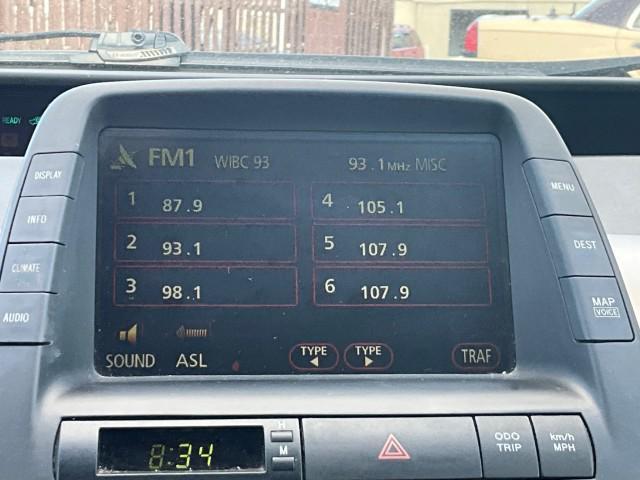 READY
DISPLAY
INFO
CLIMATE
AUDIO
FM1 WIBC 93 93.1MHz MISC
1 87.9
2 93.1
3 98.1
4 105.1
5 107.9
6 107.9
SOUND ASL TYPE TYPE TRAF
MENU
DEST
MAP
VOICE
8:34
H
M
ODO
TRIP
km/h
MPH